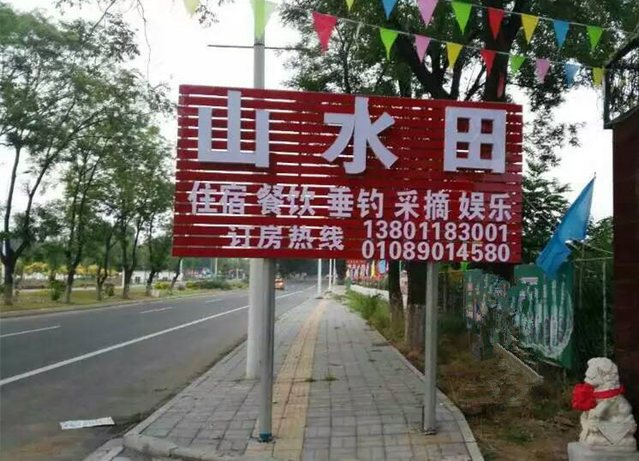 山水田
住宿 餐饮 垂钓 采摘 娱乐
订房热线 13801183001
01089014580